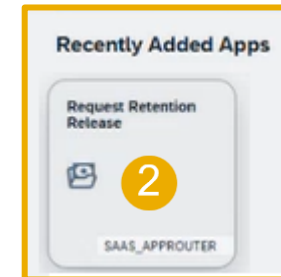 Recently Added Apps
Request Retention
Release
2
SAAS_APPROUTER